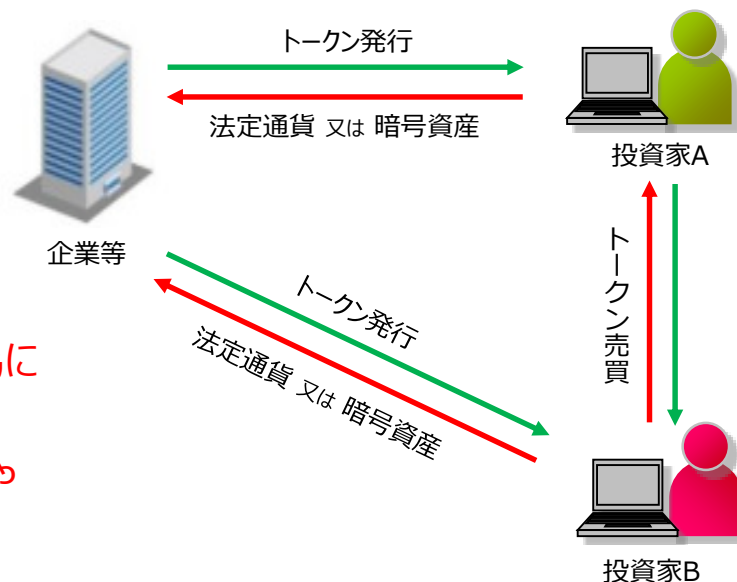 トークン発行
法定通貨 又は 暗号資産
投資家A
企業等
トークン発行
法定通貨 又は 暗号資産
トークン売買
に
や
投資家B